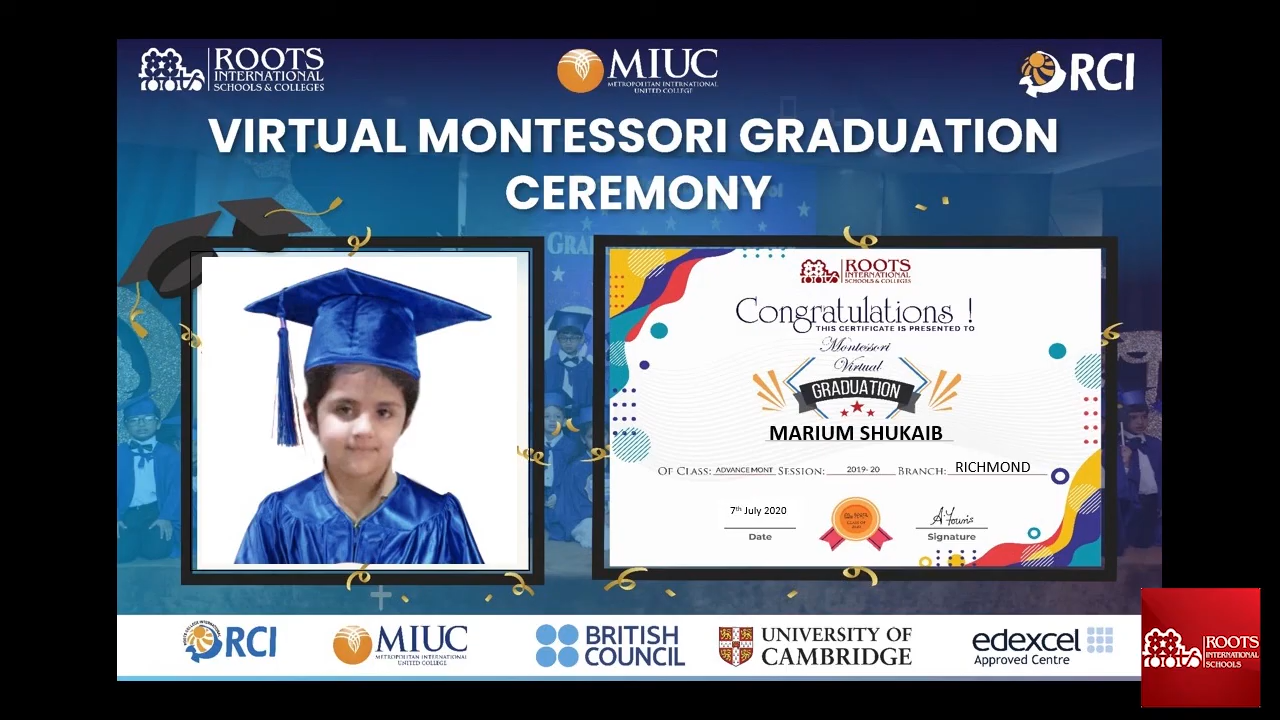 ROOTS
INTERNATIONAL
SCHOOLS & COLLEGES
MIUC
METROPOLITAN INTERNATIONAL
UNITED COLLEGE
RCI
VIRTUAL MONTESSORI GRADUATION
CEREMONY
ROOTS
INTERNATIONAL
SCHOOLS & COLLEGES
Congratulations !
THIS CERTIFICATE IS PRESENTED TO
Montessori
Virtual
GRADUATION
MARIUM SHUKAIB
OF CLASS: ADVANCE MONT SESSION: 2019- 20 BRANCH: RICHMOND
7th July 2020
Date
Signature
RCI
MIUC
METROPOLITAN INTERNATIONAL
UNITED COLLEGE
BRITISH
COUNCIL
UNIVERSITY OF
CAMBRIDGE
edexcel
Approved Centre
ROOTS
INTERNATIONAL
SCHOOLS